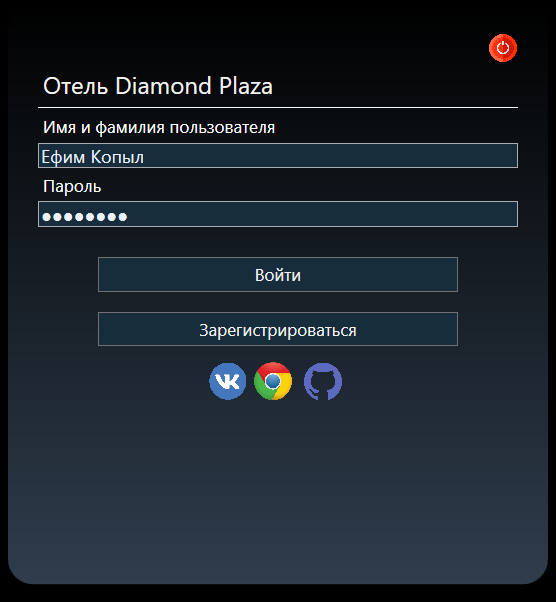 Отель Diamond Plaza
Имя и фамилия пользователя
Ефим Копыл
Пароль
●●●●●●●●
Войти
Зарегистрироваться